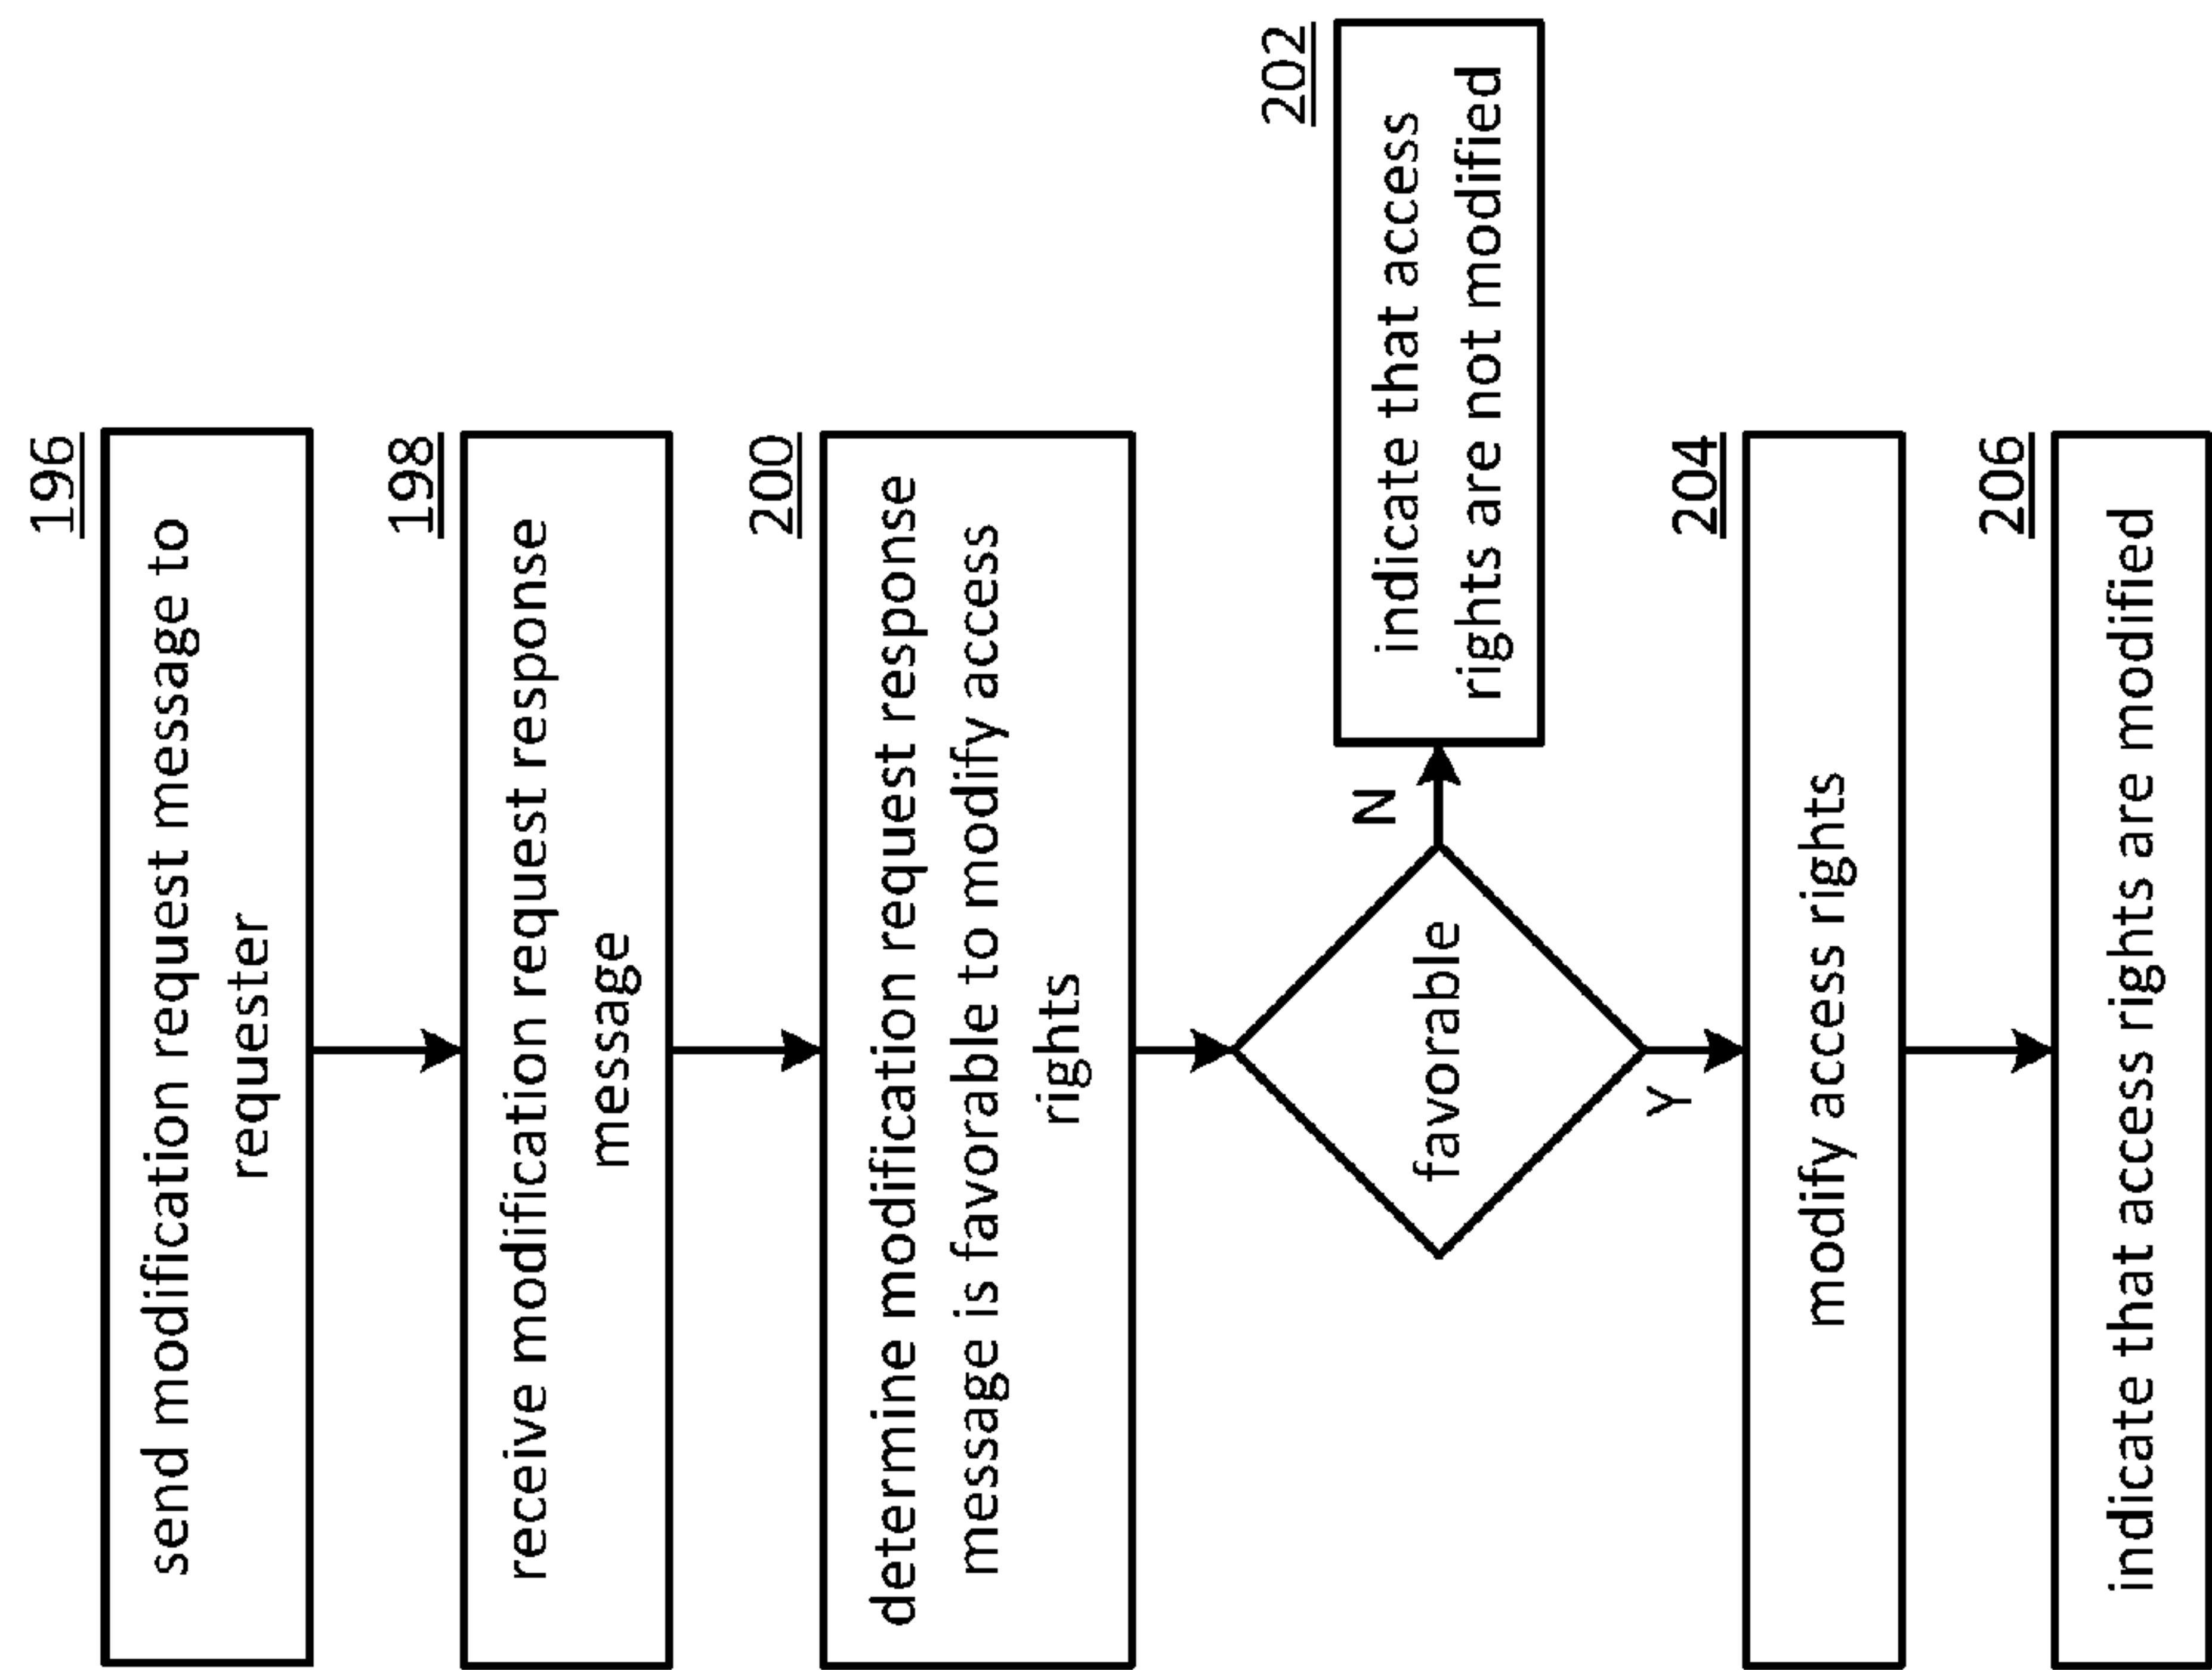 196
send modification request message to
requester
198
receive modification request response
message
200
determine modification request response
message is favorable to modify access
rights
favorable
N
202
indicate that access
rights are not modified
Y
204
modify access rights
206
indicate that access rights are modified